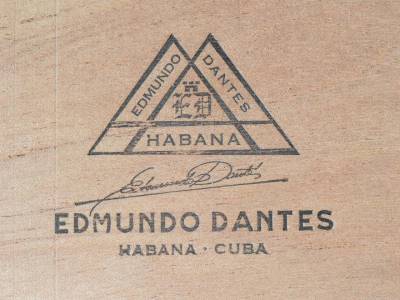 EDMUNDO
DANTES
ED
HABANA
Edmundo Dantés
EDMUNDO DANTES
HABANA · CUBA